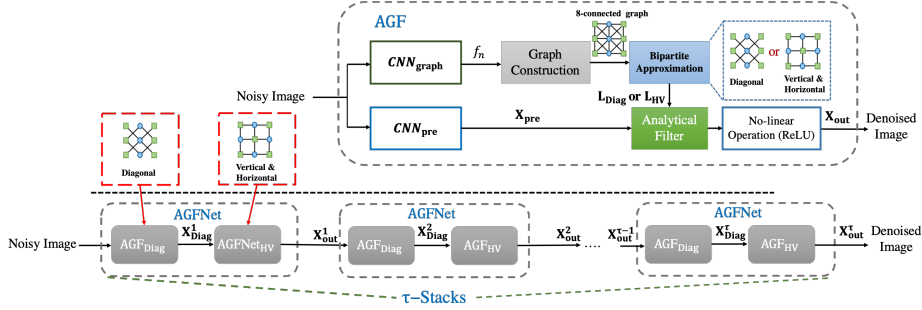 AGF
8-connected graph
CNN_graph
f_n
Graph
Construction
Bipartite
Approximation
or
Diagonal
Vertical &
Horizontal
L_Diag or L_HV
Noisy Image
CNN_pre
X_pre
Analytical
Filter
No-linear
Operation (ReLU)
X_out
Denoised
Image
Diagonal
Vertical &
Horizontal
AGFNet
AGFNet
AGFNet
Noisy Image
AGF_Diag
X^1_Diag
AGFNet_HV
X^1_out
AGF_Diag
X^2_Diag
AGF_HV
X^2_out
....
X^τ−1_out
AGF_Diag
X^τ_Diag
AGF_HV
X^τ_out
Denoised
Image
τ−Stacks